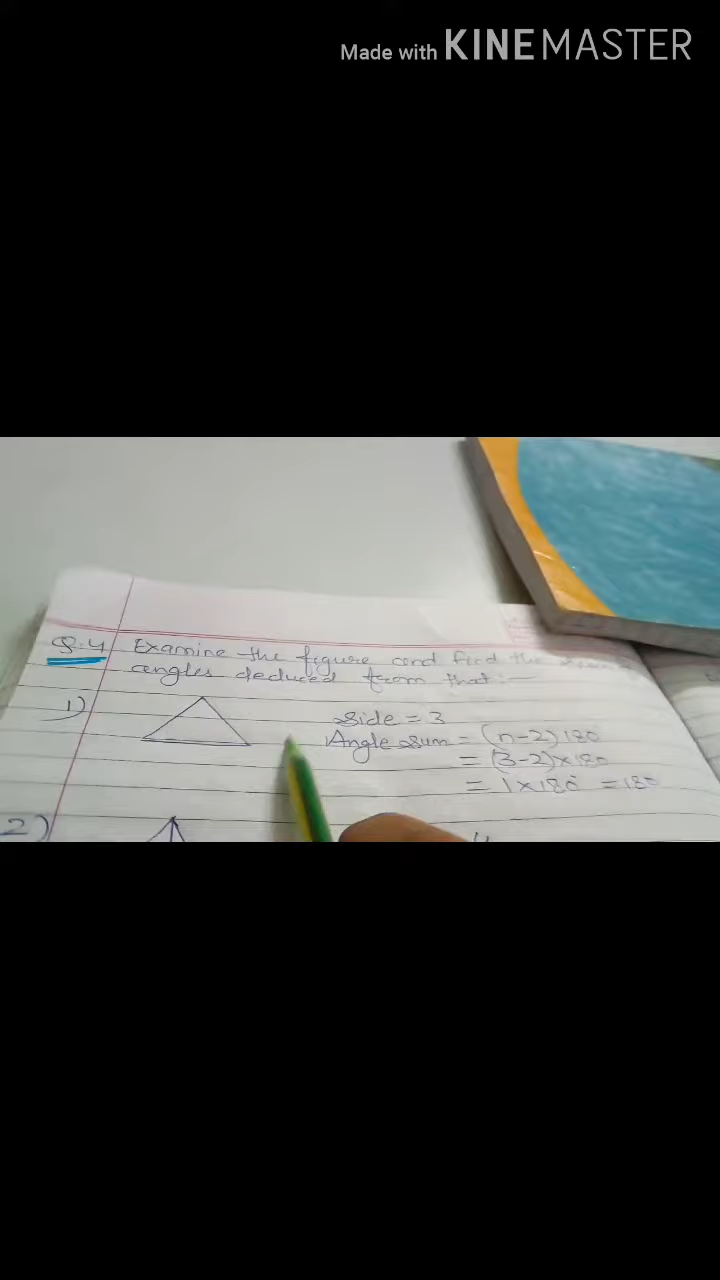 Made with KINEMASTER
Q.4 Examine the figure and find the
angles deduced from that:-
1)
Side = 3
Angle sum = (n-2) 180°
= (3-2)×180
= 1×180° = 180
2)